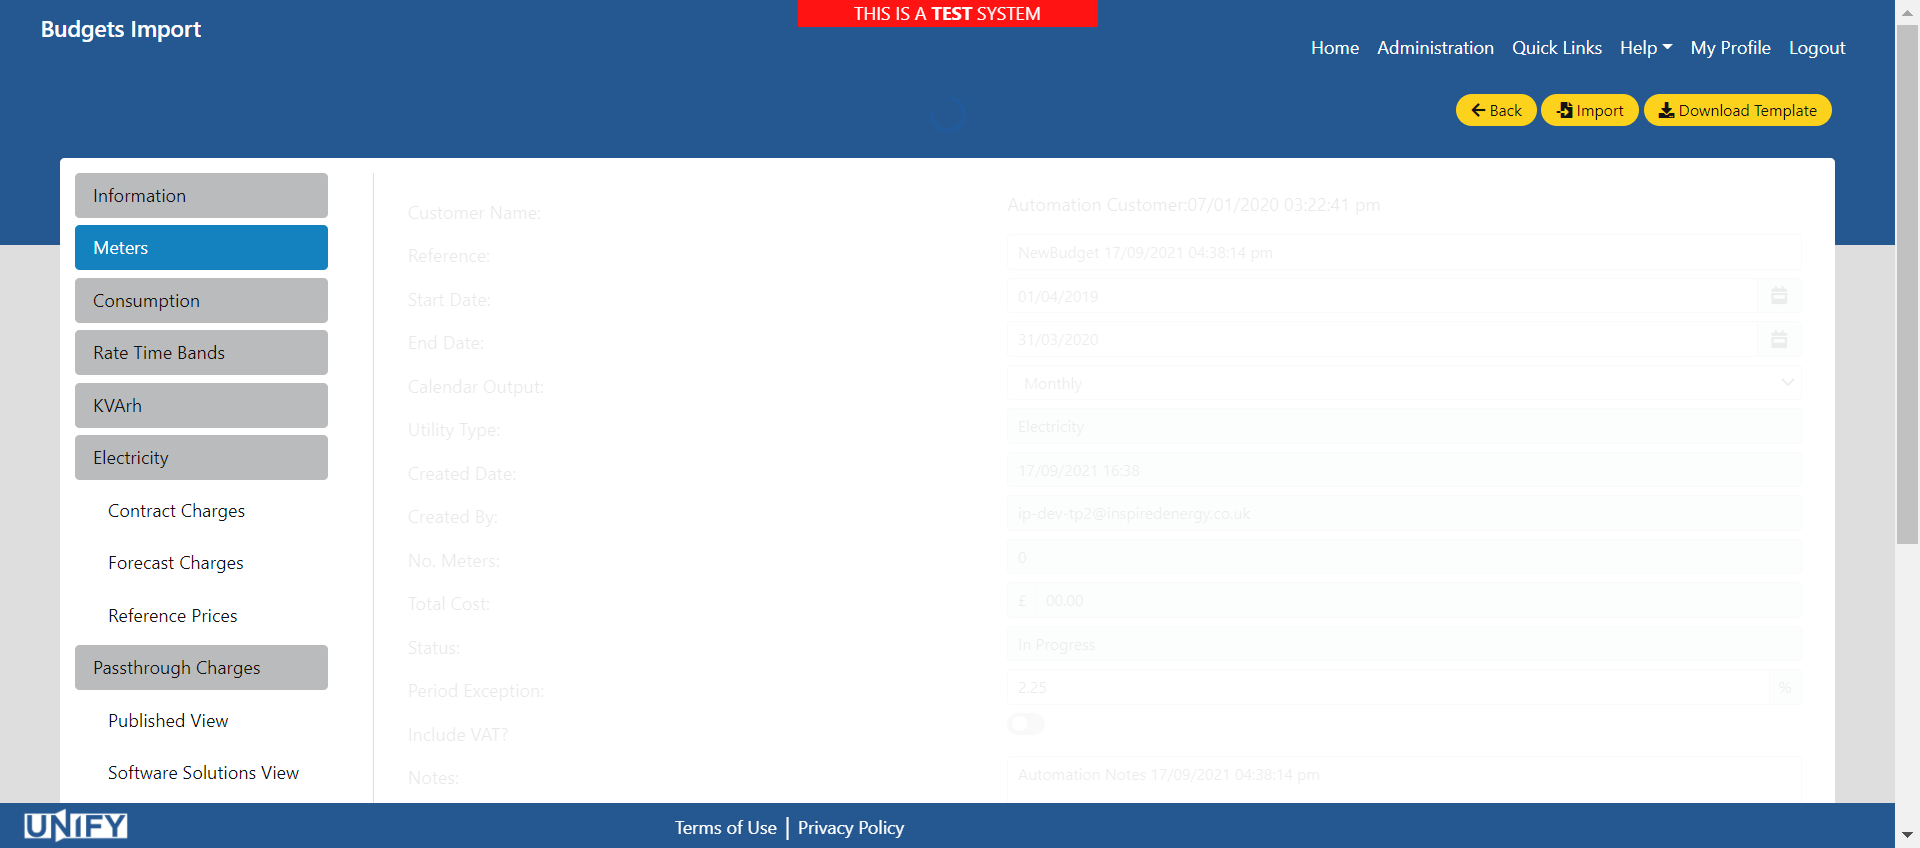 THIS IS A TEST SYSTEM
Budgets Import
Home Administration Quick Links Help My Profile Logout
Back Import Download Template
Information
Meters
Consumption
Rate Time Bands
KVArh
Electricity
Contract Charges
Forecast Charges
Reference Prices
Passthrough Charges
Published View
Software Solutions View
Customer Name: Automation Customer:07/01/2020 03:22:41 pm
Reference: NewBudget 17/09/2021 04:38:14 pm
Start Date: 01/04/2019
End Date: 31/03/2020
Calendar Output: Monthly
Utility Type: Electricity
Created Date: 17/09/2021 16:38
Created By: ip-dev-tp2@inspiredenergy.co.uk
No. Meters: 0
Total Cost: £ 00.00
Status: In Progress
Period Exception: 2.25 %
Include VAT?
Notes: Automation Notes 17/09/2021 04:38:14 pm
UNIFY
Terms of Use | Privacy Policy